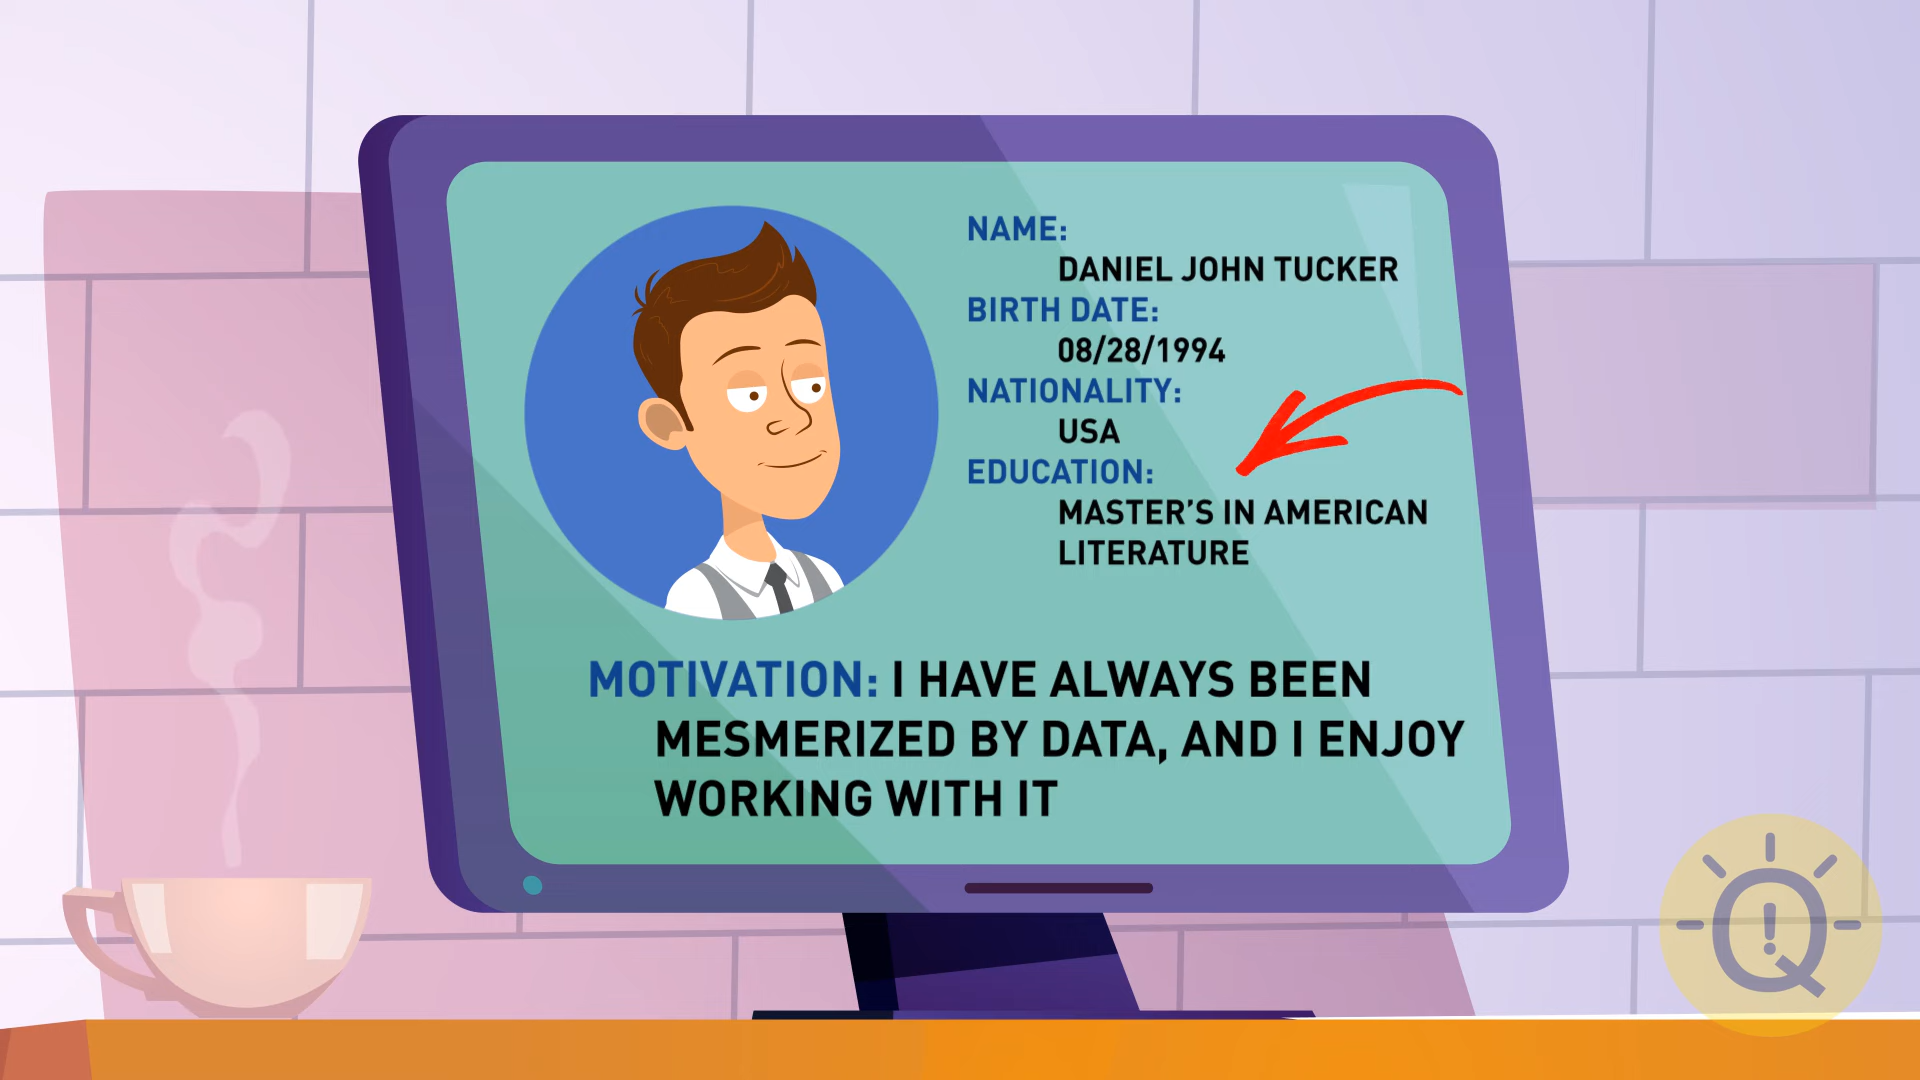 NAME:
DANIEL JOHN TUCKER
BIRTH DATE:
08/28/1994
NATIONALITY:
USA
EDUCATION:
MASTER'S IN AMERICAN
LITERATURE
MOTIVATION: I HAVE ALWAYS BEEN
MESMERIZED BY DATA, AND I ENJOY
WORKING WITH IT
Q!